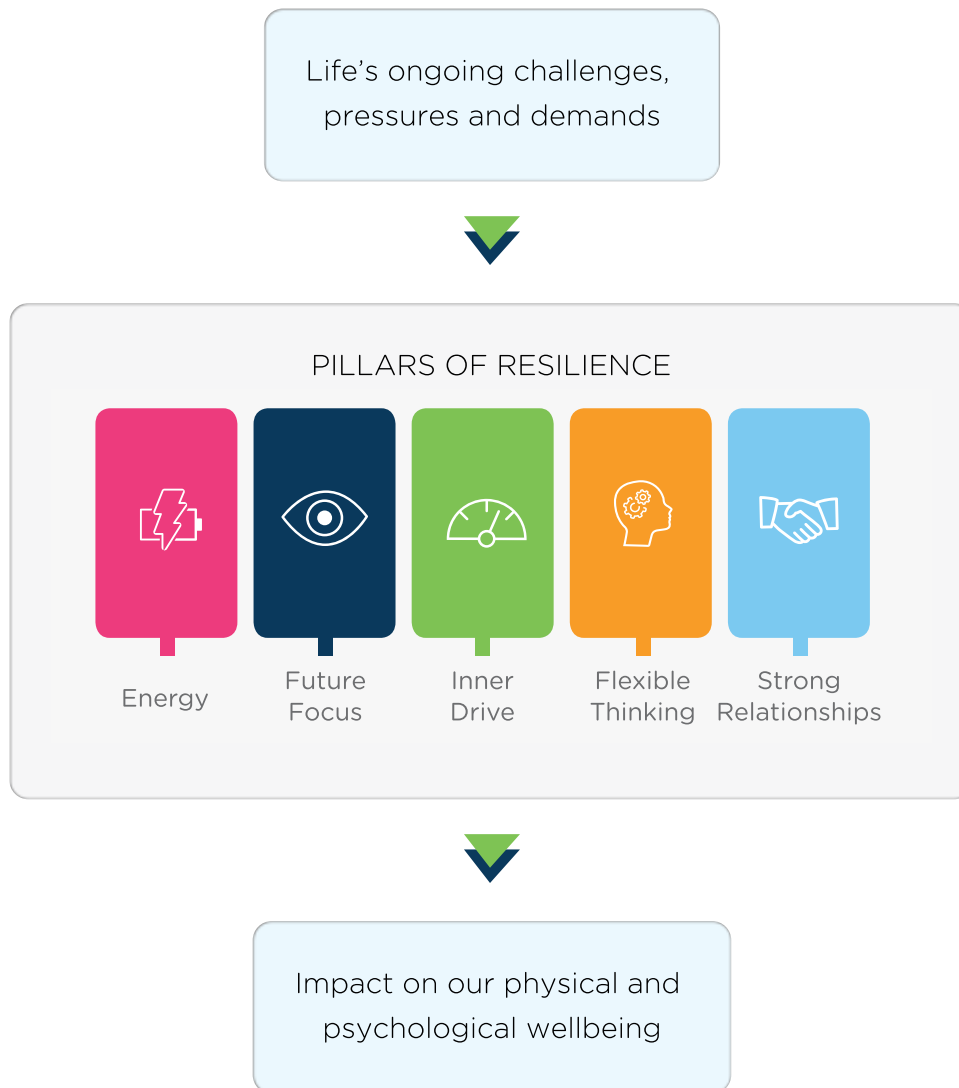 Life’s ongoing challenges,
pressures and demands
PILLARS OF RESILIENCE
Energy
Future
Focus
Inner
Drive
Flexible
Thinking
Strong
Relationships
Impact on our physical and
psychological wellbeing